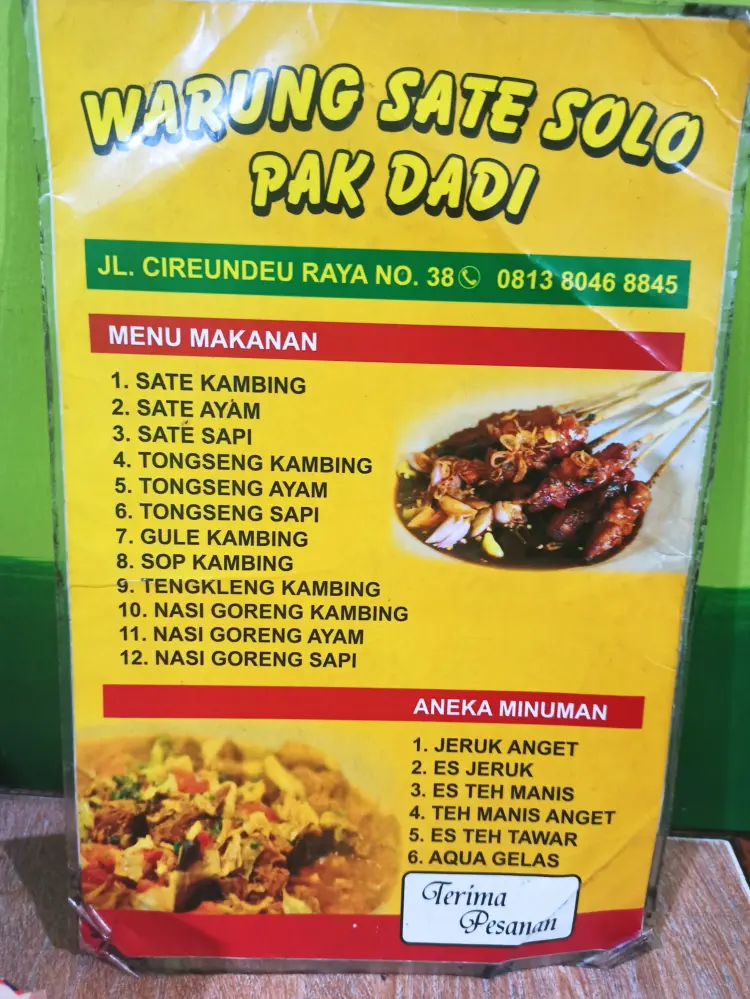 WARUNG SATE SOLO
PAK DADI
JL. CIREUNDEU RAYA NO. 38 0813 8046 8845
MENU MAKANAN
1. SATE KAMBING
2. SATE AYAM
3. SATE SAPI
4. TONGSENG KAMBING
5. TONGSENG AYAM
6. TONGSENG SAPI
7. GULE KAMBING
8. SOP KAMBING
9. TENGKLENG KAMBING
10. NASI GORENG KAMBING
11. NASI GORENG AYAM
12. NASI GORENG SAPI
ANEKA MINUMAN
1. JERUK ANGET
2. ES JERUK
3. ES TEH MANIS
4. TEH MANIS ANGET
5. ES TEH TAWAR
6. AQUA GELAS
Terima
Pesanan